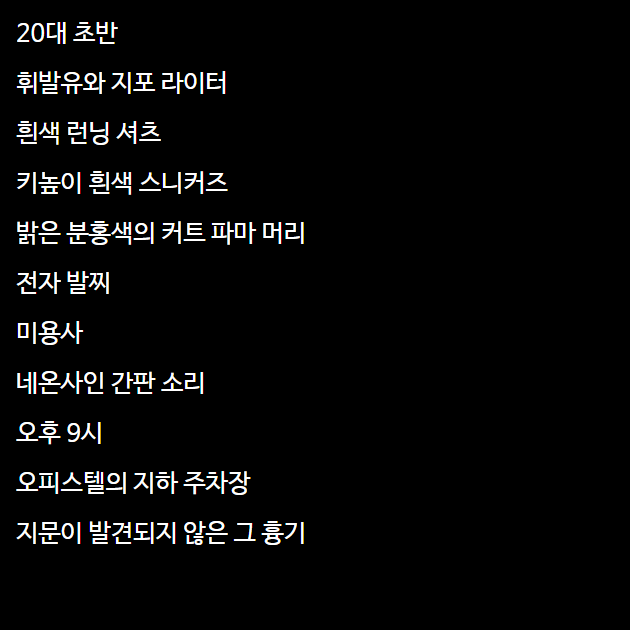 20대 초반
휘발유와 지포 라이터
흰색 런닝 셔츠
키높이 흰색 스니커즈
밝은 분홍색의 커트 파마 머리
전자 발찌
미용사
네온사인 간판 소리
오후 9시
오피스텔의 지하 주차장
지문이 발견되지 않은 그 흉기